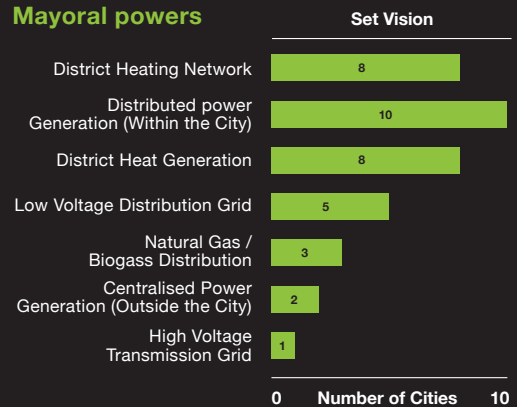 Mayoral powers
Set Vision
District Heating Network
8
Distributed power
Generation (Within the City)
10
District Heat Generation
8
Low Voltage Distribution Grid
5
Natural Gas /
Biogass Distribution
3
Centralised Power
Generation (Outside the City)
2
High Voltage
Transmission Grid
1
0 Number of Cities 10